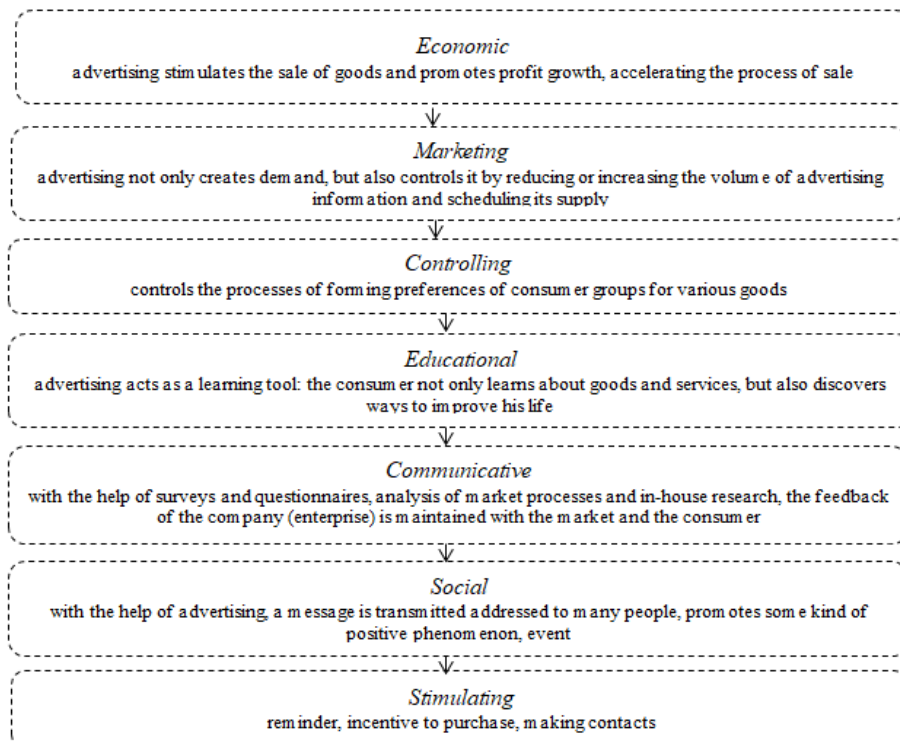 Economic
advertising stimulates the sale of goods and promotes profit growth, accelerating the process of sale
Marketing
advertising not only creates demand, but also controls it by reducing or increasing the volume of advertising
information and scheduling its supply
Controlling
controls the processes of forming preferences of consumer groups for various goods
Educational
advertising acts as a learning tool: the consumer not only learns about goods and services, but also discovers
ways to improve his life
Communicative
with the help of surveys and questionnaires, analysis of market processes and in-house research, the feedback
of the company (enterprise) is maintained with the market and the consumer
Social
with the help of advertising, a message is transmitted addressed to many people, promotes some kind of
positive phenomenon, event
Stimulating
reminder, incentive to purchase, making contacts